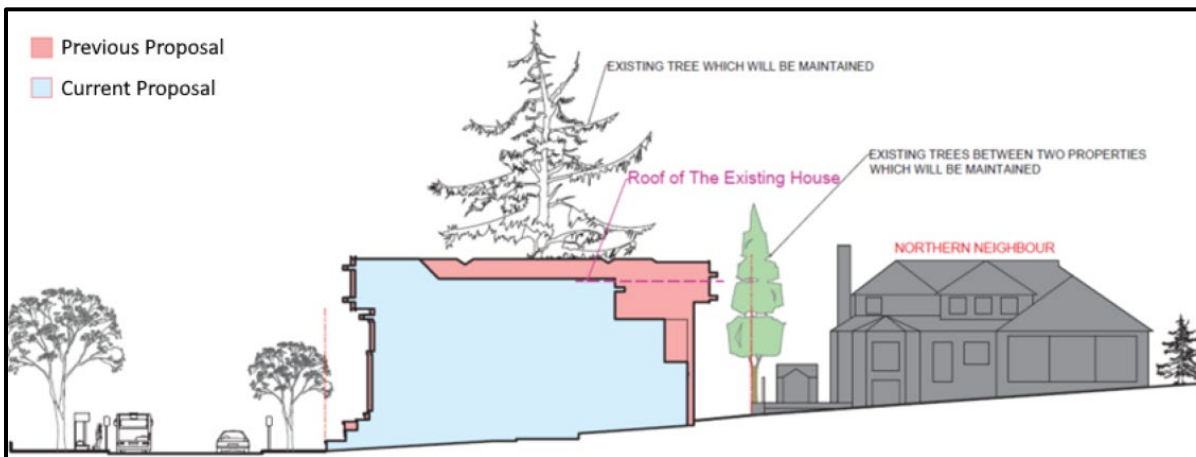 Previous Proposal
Current Proposal
EXISTING TREE WHICH WILL BE MAINTAINED
EXISTING TREES BETWEEN TWO PROPERTIES
WHICH WILL BE MAINTAINED
Roof of The Existing House
NORTHERN NEIGHBOUR